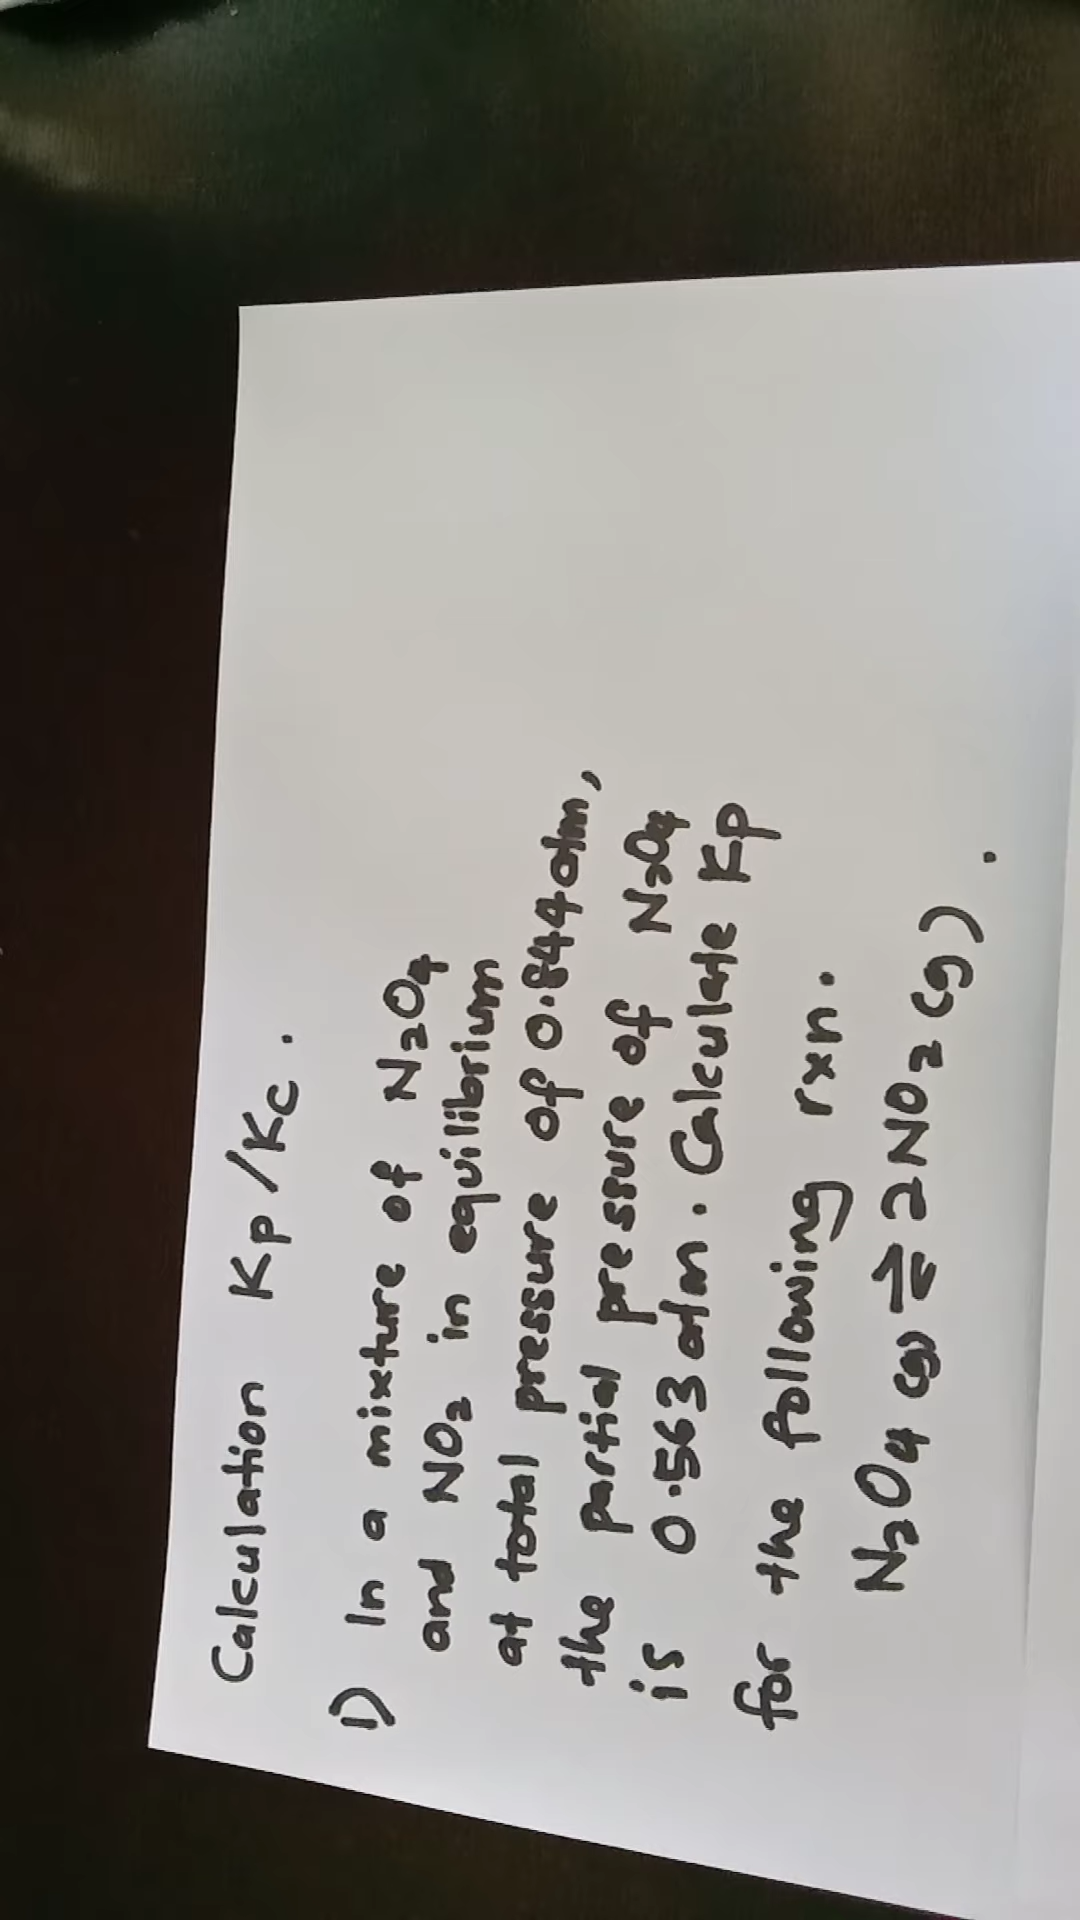 Calculation Kp/Kc.
1) In a mixture of N₂O₄
and NO₂ in equilibrium
at total pressure of 0.844 atm,
the partial pressure of N₂O₄
is 0.563 atm. Calculate Kp
for the following rxn.
N₂O₄ (g) ⇌ 2NO₂ (g).